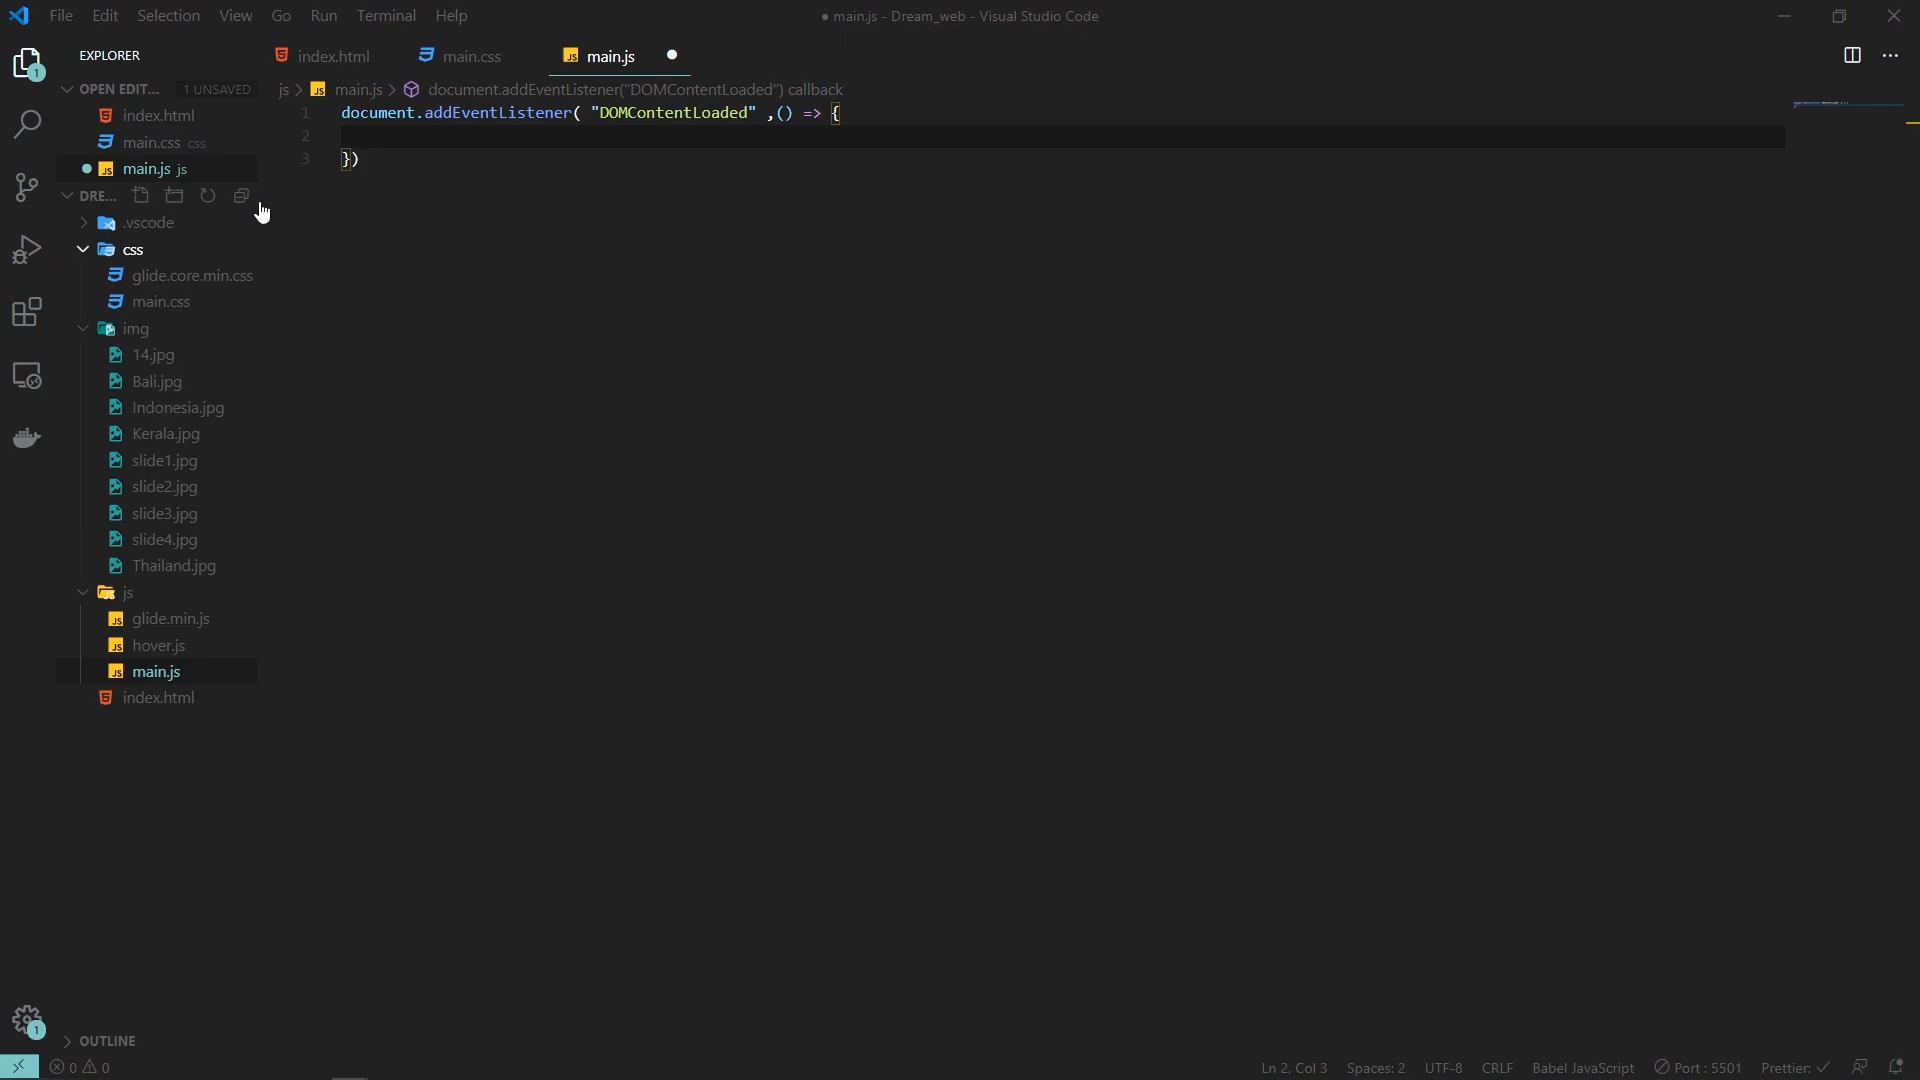 File Edit Selection View Go Run Terminal Help
● main.js - Dream_web - Visual Studio Code
EXPLORER
index.html
main.css
main.js
OPEN EDIT...
1 UNSAVED
js > main.js > document.addEventListener("DOMContentLoaded") callback
1 document.addEventListener( "DOMContentLoaded" ,() => {
2
3 })
index.html
main.css css
main.js js
DRE...
.vscode
css
glide.core.min.css
main.css
img
14.jpg
Bali.jpg
Indonesia.jpg
Kerala.jpg
slide1.jpg
slide2.jpg
slide3.jpg
slide4.jpg
Thailand.jpg
js
glide.min.js
hover.js
main.js
index.html
OUTLINE
1
1
0 0
Ln 2, Col 3 Spaces: 2 UTF-8 CRLF Babel JavaScript Port : 5501 Prettier: ✓